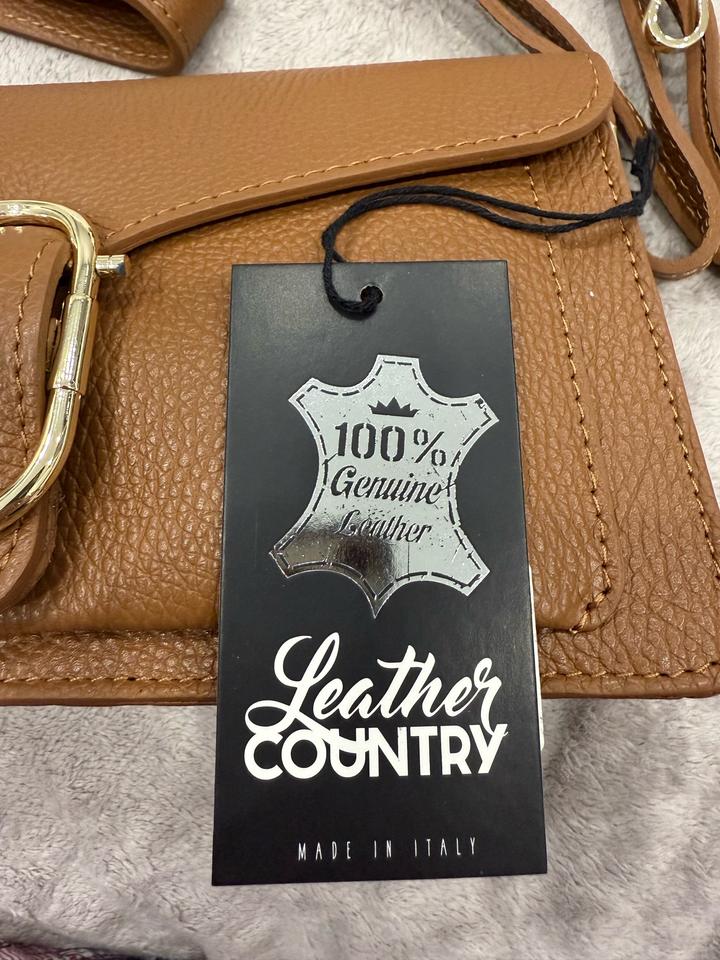 100%
Genuine
Leather
Leather
COUNTRY
MADE IN ITALY